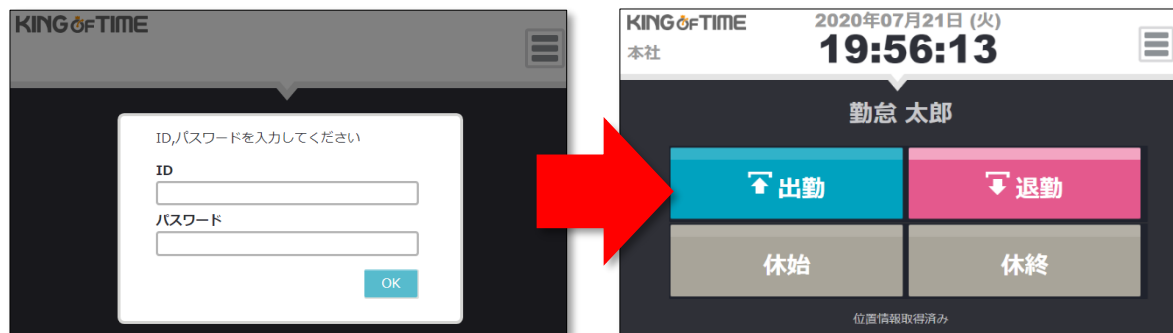 KING OF TIME
ID,パスワードを入力してください
ID
パスワード
OK
KING OF TIME
2020年07月21日 (火)
本社
19:56:13
勤怠 太郎
出勤
退勤
休始
休終
位置情報取得済み